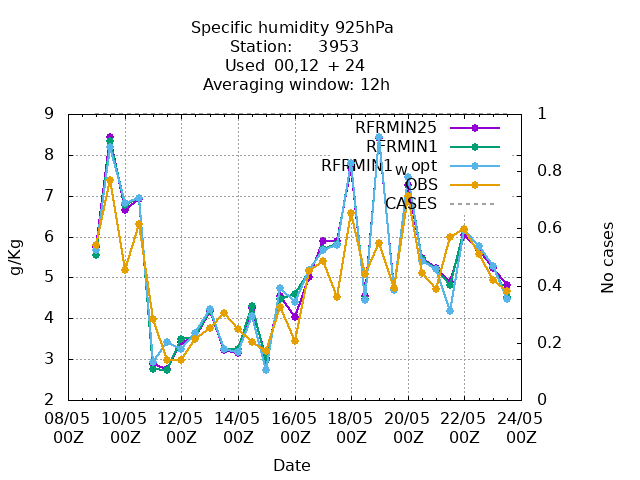 Specific humidity 925hPa
Station: 3953
Used 00,12 + 24
Averaging window: 12h
RFRMIN25
RFRMIN1
RFRMIN1_w opt
OBS
CASES
g/Kg
9
8
7
6
5
4
3
2
No cases
1
0.8
0.6
0.4
0.2
0
08/05 10/05 12/05 14/05 16/05 18/05 20/05 22/05 24/05
00Z 00Z 00Z 00Z 00Z 00Z 00Z 00Z 00Z
Date